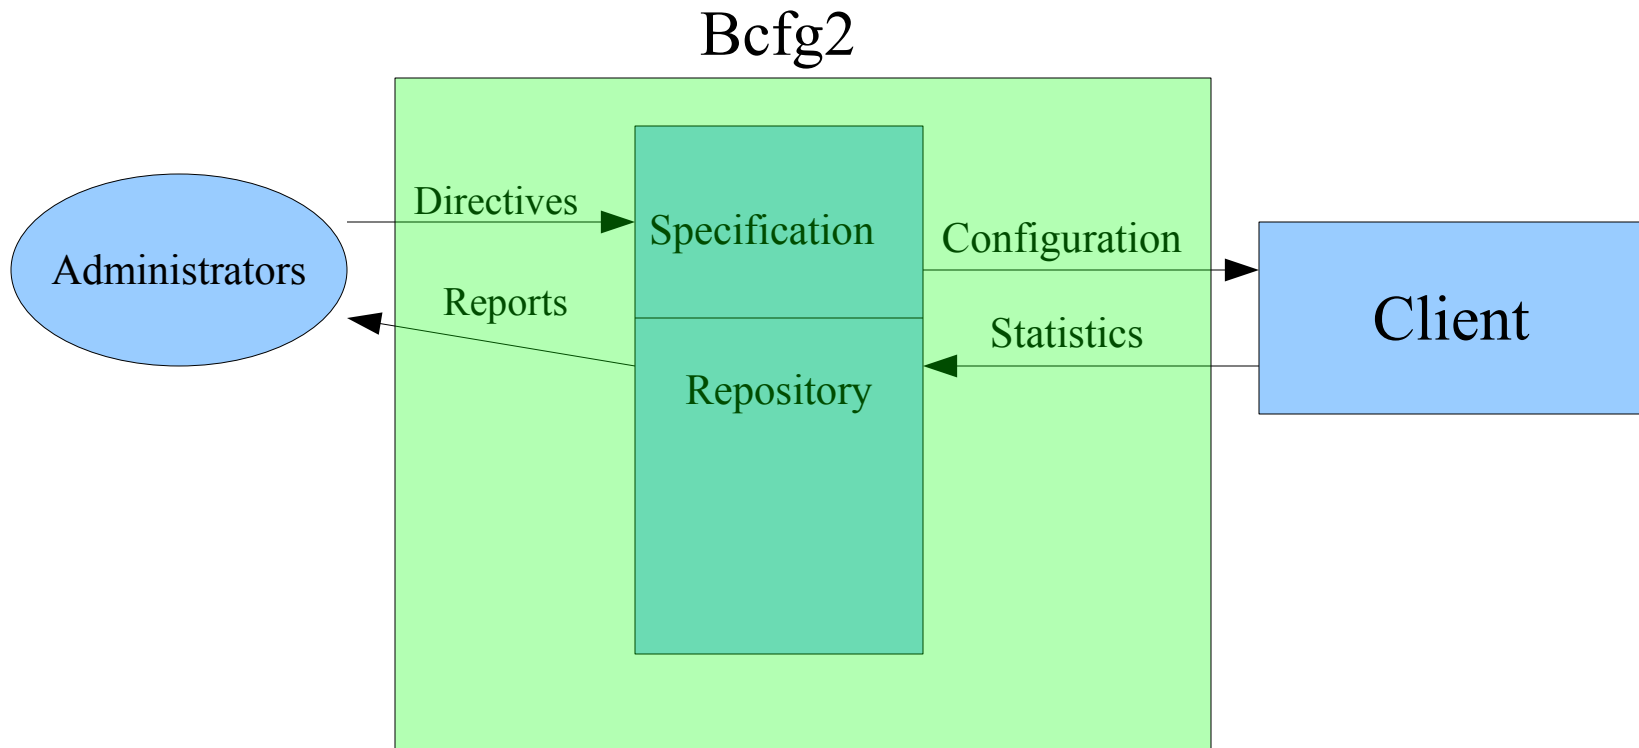 Bcfg2
Directives
Specification
Configuration
Administrators
Reports
Statistics
Client
Repository